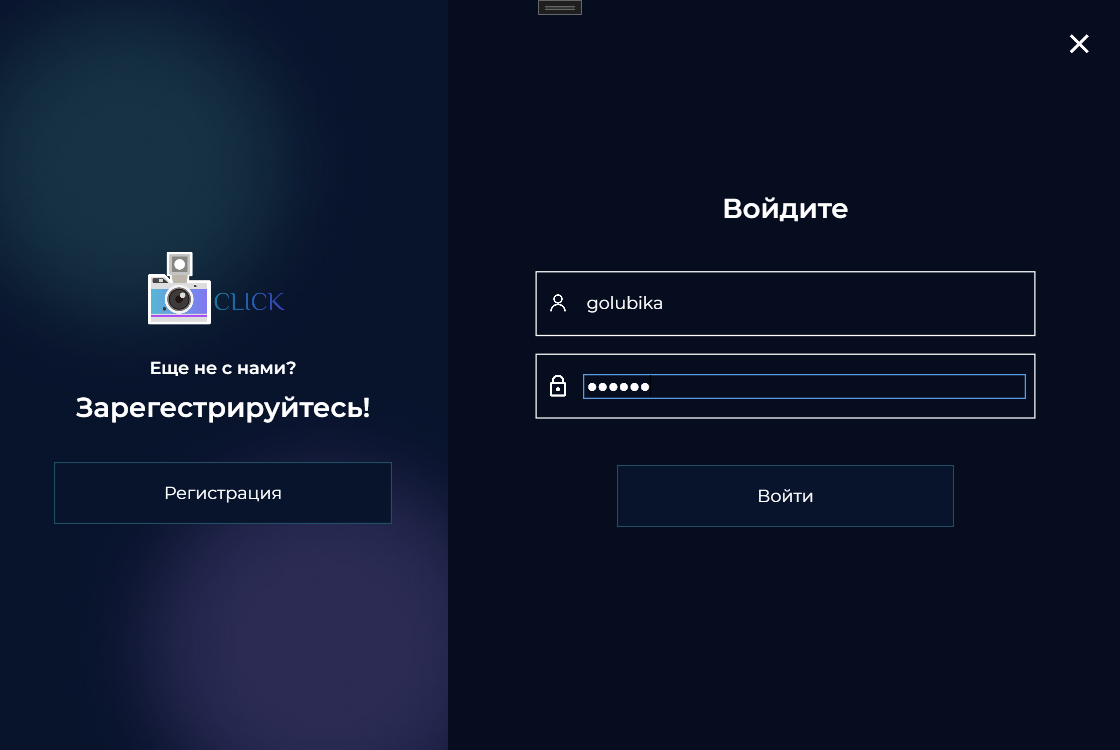 CLICK
Еще не с нами?
Зарегестрируйтесь!
Регистрация
Войдите
golubika
••••••
Войти